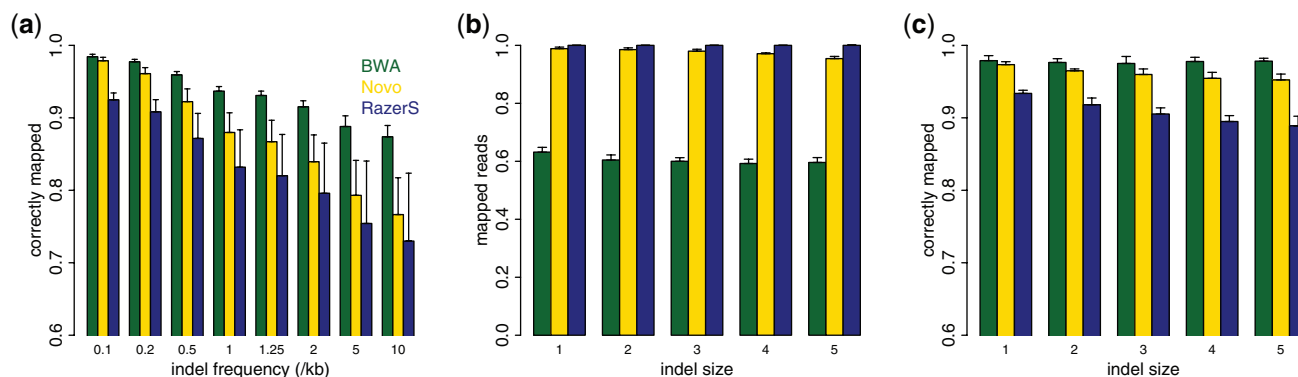 (a)
correctly mapped
1.0
0.9
0.8
0.7
0.6
BWA
Novo
RazerS
0.1 0.2 0.5 1 1.25 2 5 10
indel frequency (/kb)
(b)
mapped reads
1.0
0.8
0.6
0.4
0.2
0.0
1 2 3 4 5
indel size
(c)
correctly mapped
1.0
0.9
0.8
0.7
0.6
1 2 3 4 5
indel size